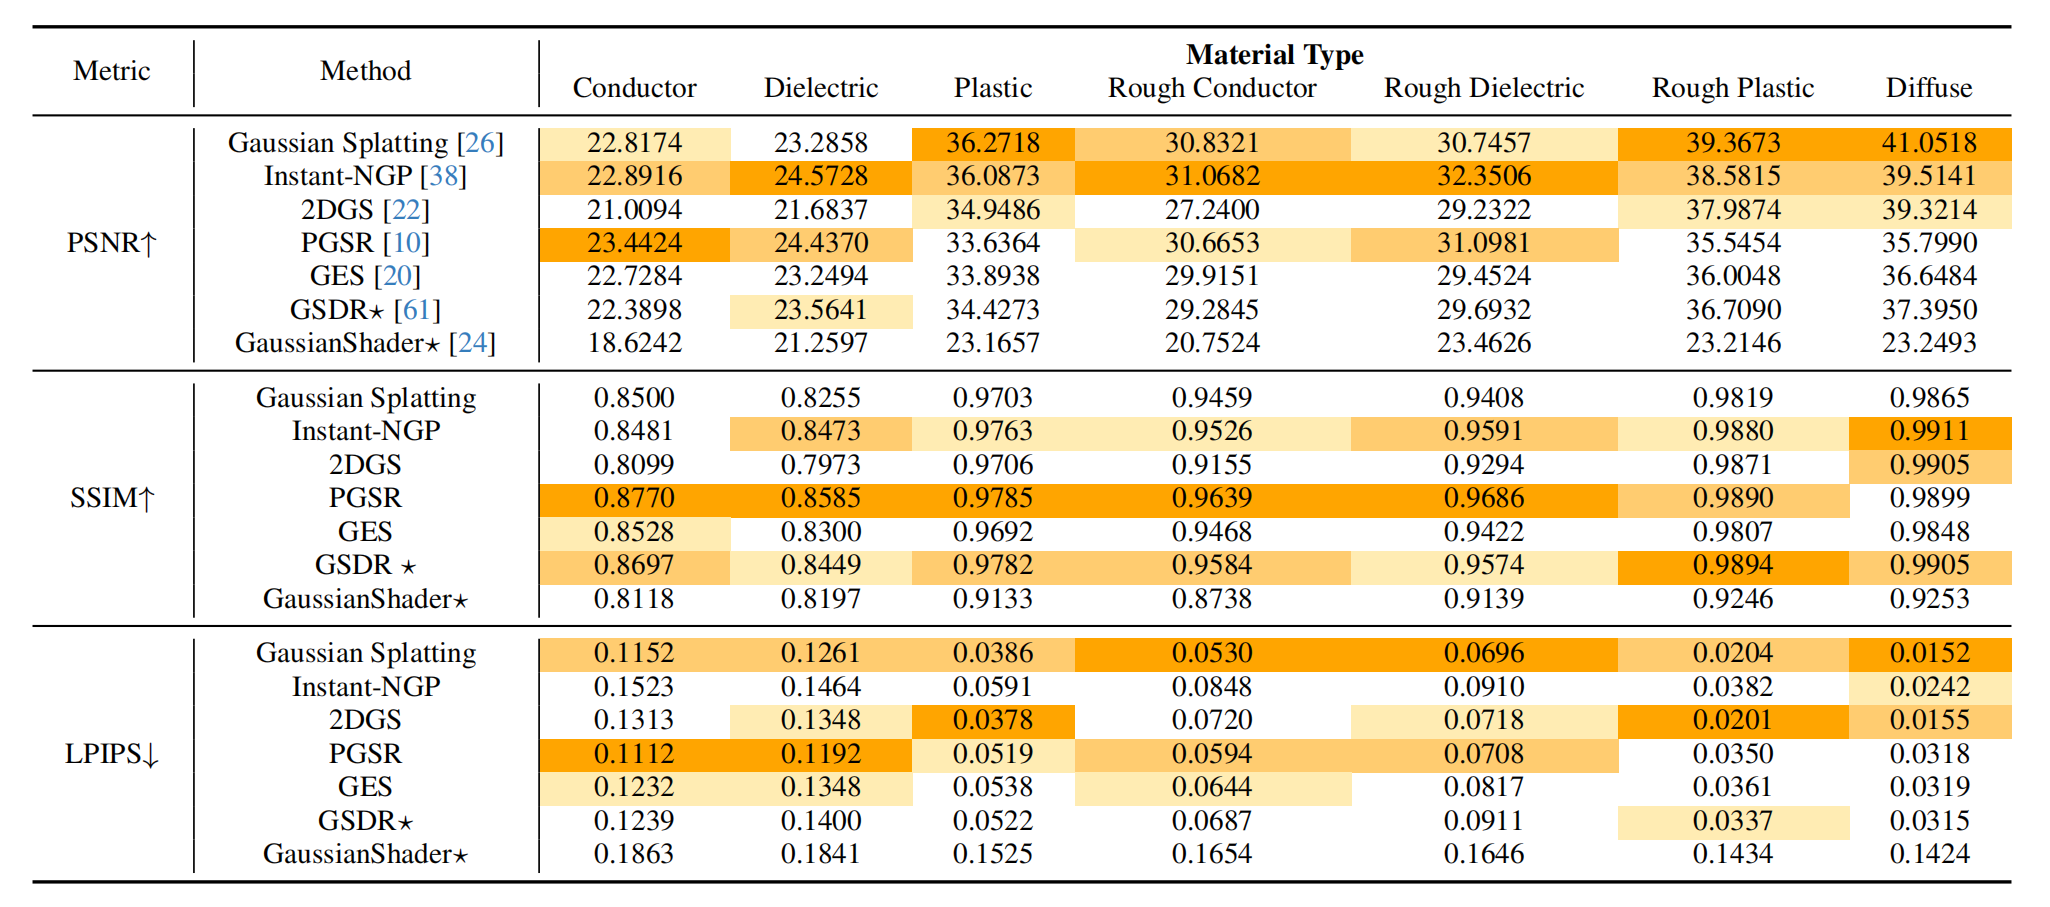 Metric Method Material Type
Conductor Dielectric Plastic Rough Conductor Rough Dielectric Rough Plastic Diffuse
PSNR↑
Gaussian Splatting [26] 22.8174 23.2858 36.2718 30.8321 30.7457 39.3673 41.0518
Instant-NGP [38] 22.8916 24.5728 36.0873 31.0682 32.3506 38.5815 39.5141
2DGS [22] 21.0094 21.6837 34.9486 27.2400 29.2322 37.9874 39.3214
PGSR [10] 23.4424 24.4370 33.6364 30.6653 31.0981 35.5454 35.7990
GES [20] 22.7284 23.2494 33.8938 29.9151 29.4524 36.0048 36.6484
GSDR⋆ [61] 22.3898 23.5641 34.4273 29.2845 29.6932 36.7090 37.3950
GaussianShader⋆ [24] 18.6242 21.2597 23.1657 20.7524 23.4626 23.2146 23.2493
SSIM↑
Gaussian Splatting 0.8500 0.8255 0.9703 0.9459 0.9408 0.9819 0.9865
Instant-NGP 0.8481 0.8473 0.9763 0.9526 0.9591 0.9880 0.9911
2DGS 0.8099 0.7973 0.9706 0.9155 0.9294 0.9871 0.9905
PGSR 0.8770 0.8585 0.9785 0.9639 0.9686 0.9890 0.9899
GES 0.8528 0.8300 0.9692 0.9468 0.9422 0.9807 0.9848
GSDR ⋆ 0.8697 0.8449 0.9782 0.9584 0.9574 0.9894 0.9905
GaussianShader⋆ 0.8118 0.8197 0.9133 0.8738 0.9139 0.9246 0.9253
LPIPS↓
Gaussian Splatting 0.1152 0.1261 0.0386 0.0530 0.0696 0.0204 0.0152
Instant-NGP 0.1523 0.1464 0.0591 0.0848 0.0910 0.0382 0.0242
2DGS 0.1313 0.1348 0.0378 0.0720 0.0718 0.0201 0.0155
PGSR 0.1112 0.1192 0.0519 0.0594 0.0708 0.0350 0.0318
GES 0.1232 0.1348 0.0538 0.0644 0.0817 0.0361 0.0319
GSDR⋆ 0.1239 0.1400 0.0522 0.0687 0.0911 0.0337 0.0315
GaussianShader⋆ 0.1863 0.1841 0.1525 0.1654 0.1646 0.1434 0.1424